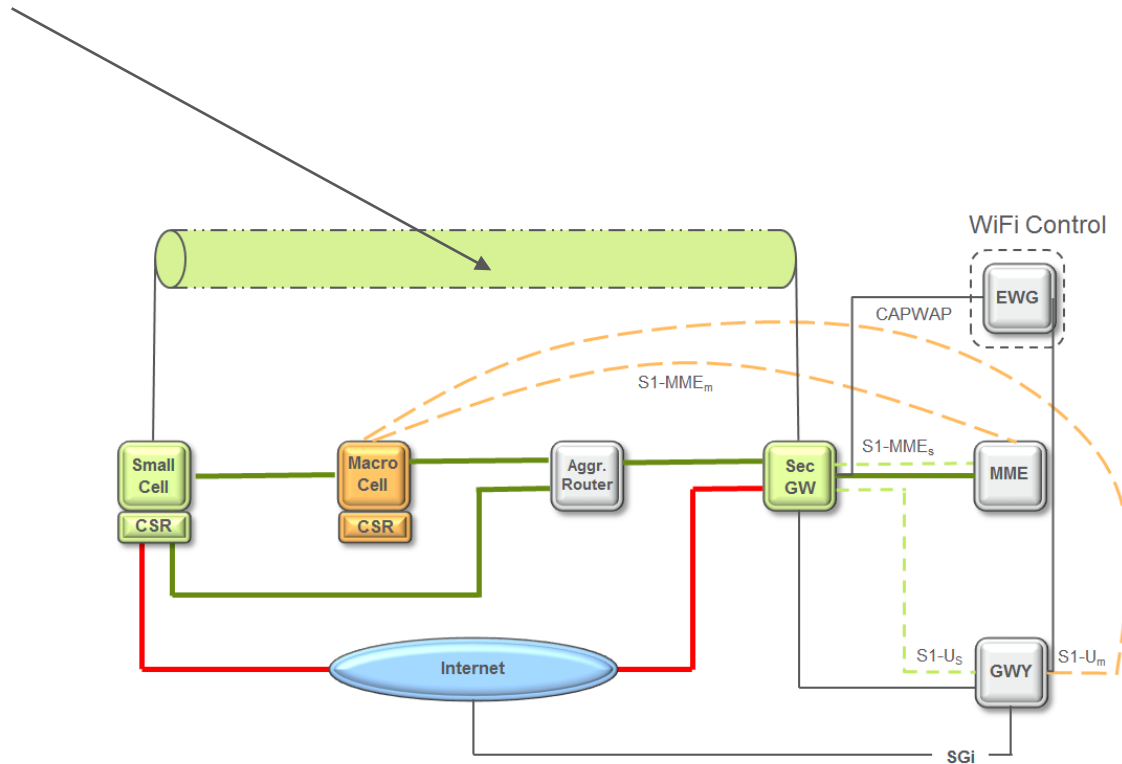 WiFi Control
EWG
CAPWAP
S1-MMEm
Small
Cell
CSR
Macro
Cell
CSR
Aggr.
Router
Sec
GW
S1-MMEs
MME
Internet
S1-US
GWY
S1-Um
SGi